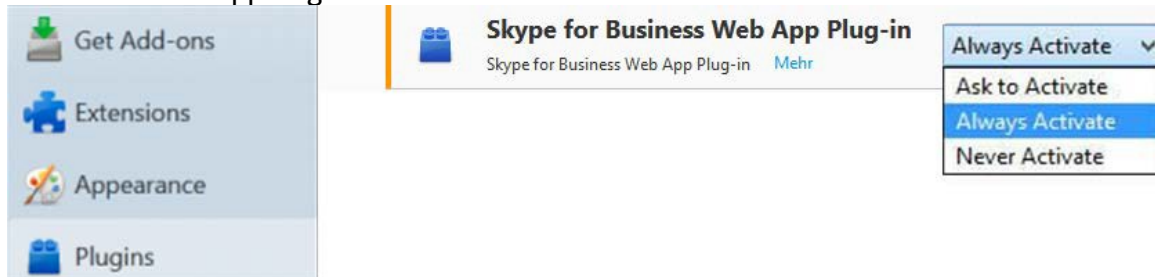 Get Add-ons
Extensions
Appearance
Plugins
Skype for Business Web App Plug-in
Skype for Business Web App Plug-in Mehr
Always Activate
Ask to Activate
Always Activate
Never Activate